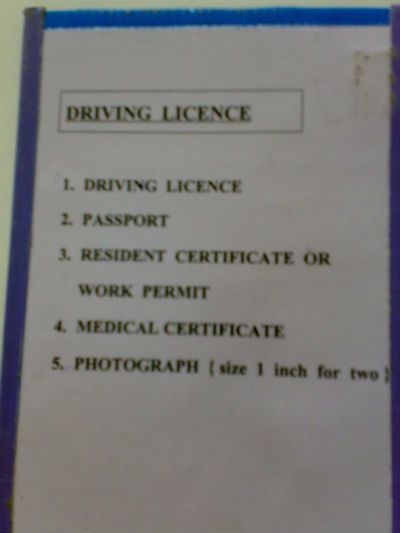 DRIVING LICENCE
1. DRIVING LICENCE
2. PASSPORT
3. RESIDENT CERTIFICATE OR
WORK PERMIT
4. MEDICAL CERTIFICATE
5. PHOTOGRAPH { size 1 inch for two }